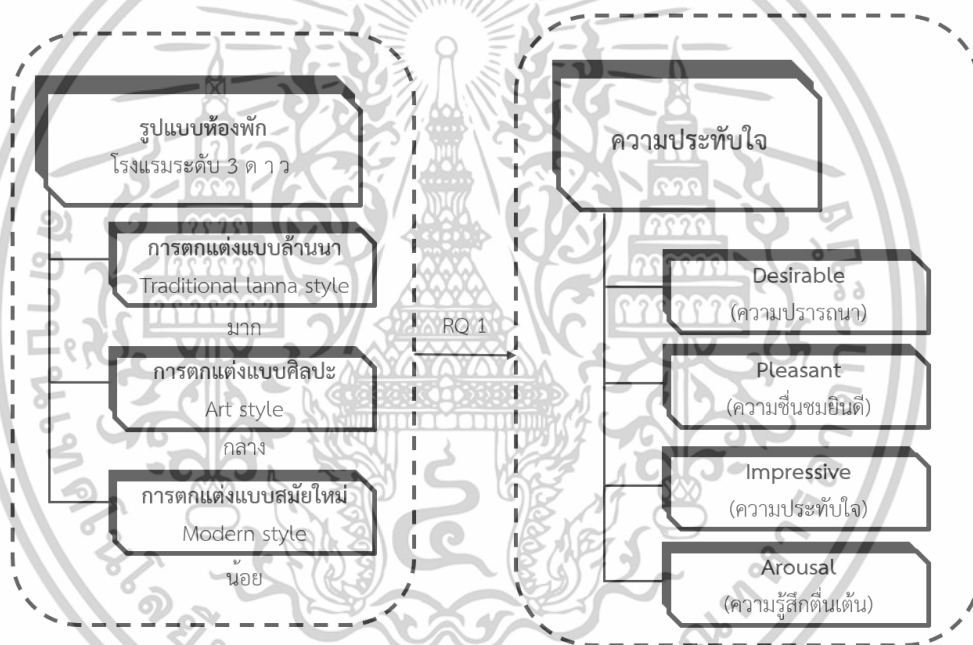 รูปแบบห้องพัก
โรงแรมระดับ 3 ด า ว
การตกแต่งแบบล้านนา
Traditional lanna style
มาก
การตกแต่งแบบศิลปะ
Art style
กลาง
การตกแต่งแบบสมัยใหม่
Modern style
น้อย
RQ 1
ความประทับใจ
Desirable
(ความปรารถนา)
Pleasant
(ความชื่นชมยินดี)
Impressive
(ความประทับใจ)
Arousal
(ความรู้สึกตื่นเต้น)